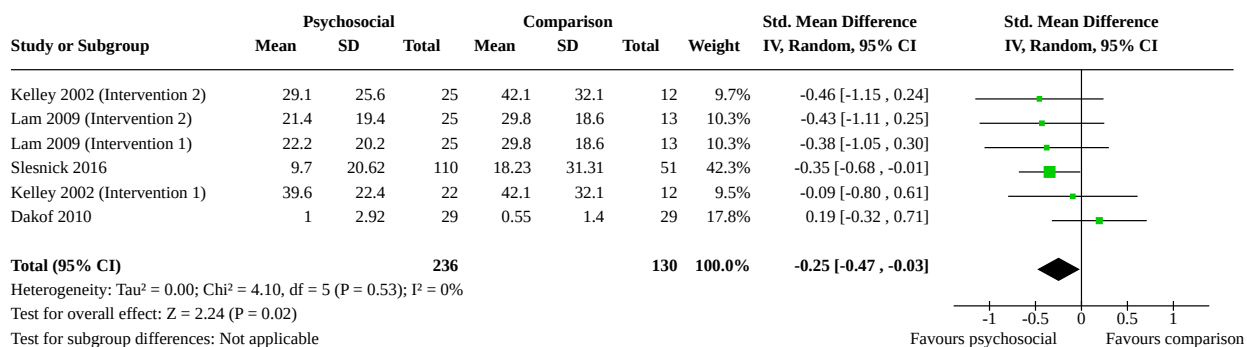 Psychosocial Comparison Std. Mean Difference Std. Mean Difference
Study or Subgroup Mean SD Total Mean SD Total Weight IV, Random, 95% CI IV, Random, 95% CI
Kelley 2002 (Intervention 2) 29.1 25.6 25 42.1 32.1 12 9.7% -0.46 [-1.15 , 0.24]
Lam 2009 (Intervention 2) 21.4 19.4 25 29.8 18.6 13 10.3% -0.43 [-1.11 , 0.25]
Lam 2009 (Intervention 1) 22.2 20.2 25 29.8 18.6 13 10.3% -0.38 [-1.05 , 0.30]
Slesnick 2016 9.7 20.62 110 18.23 31.31 51 42.3% -0.35 [-0.68 , -0.01]
Kelley 2002 (Intervention 1) 39.6 22.4 22 42.1 32.1 12 9.5% -0.09 [-0.80 , 0.61]
Dakof 2010 1 2.92 29 0.55 1.4 29 17.8% 0.19 [-0.32 , 0.71]
Total (95% CI) 236 130 100.0% -0.25 [-0.47 , -0.03]
Heterogeneity: Tau² = 0.00; Chi² = 4.10, df = 5 (P = 0.53); I² = 0%
Test for overall effect: Z = 2.24 (P = 0.02) -1 -0.5 0 0.5 1
Test for subgroup differences: Not applicable Favours psychosocial Favours comparison